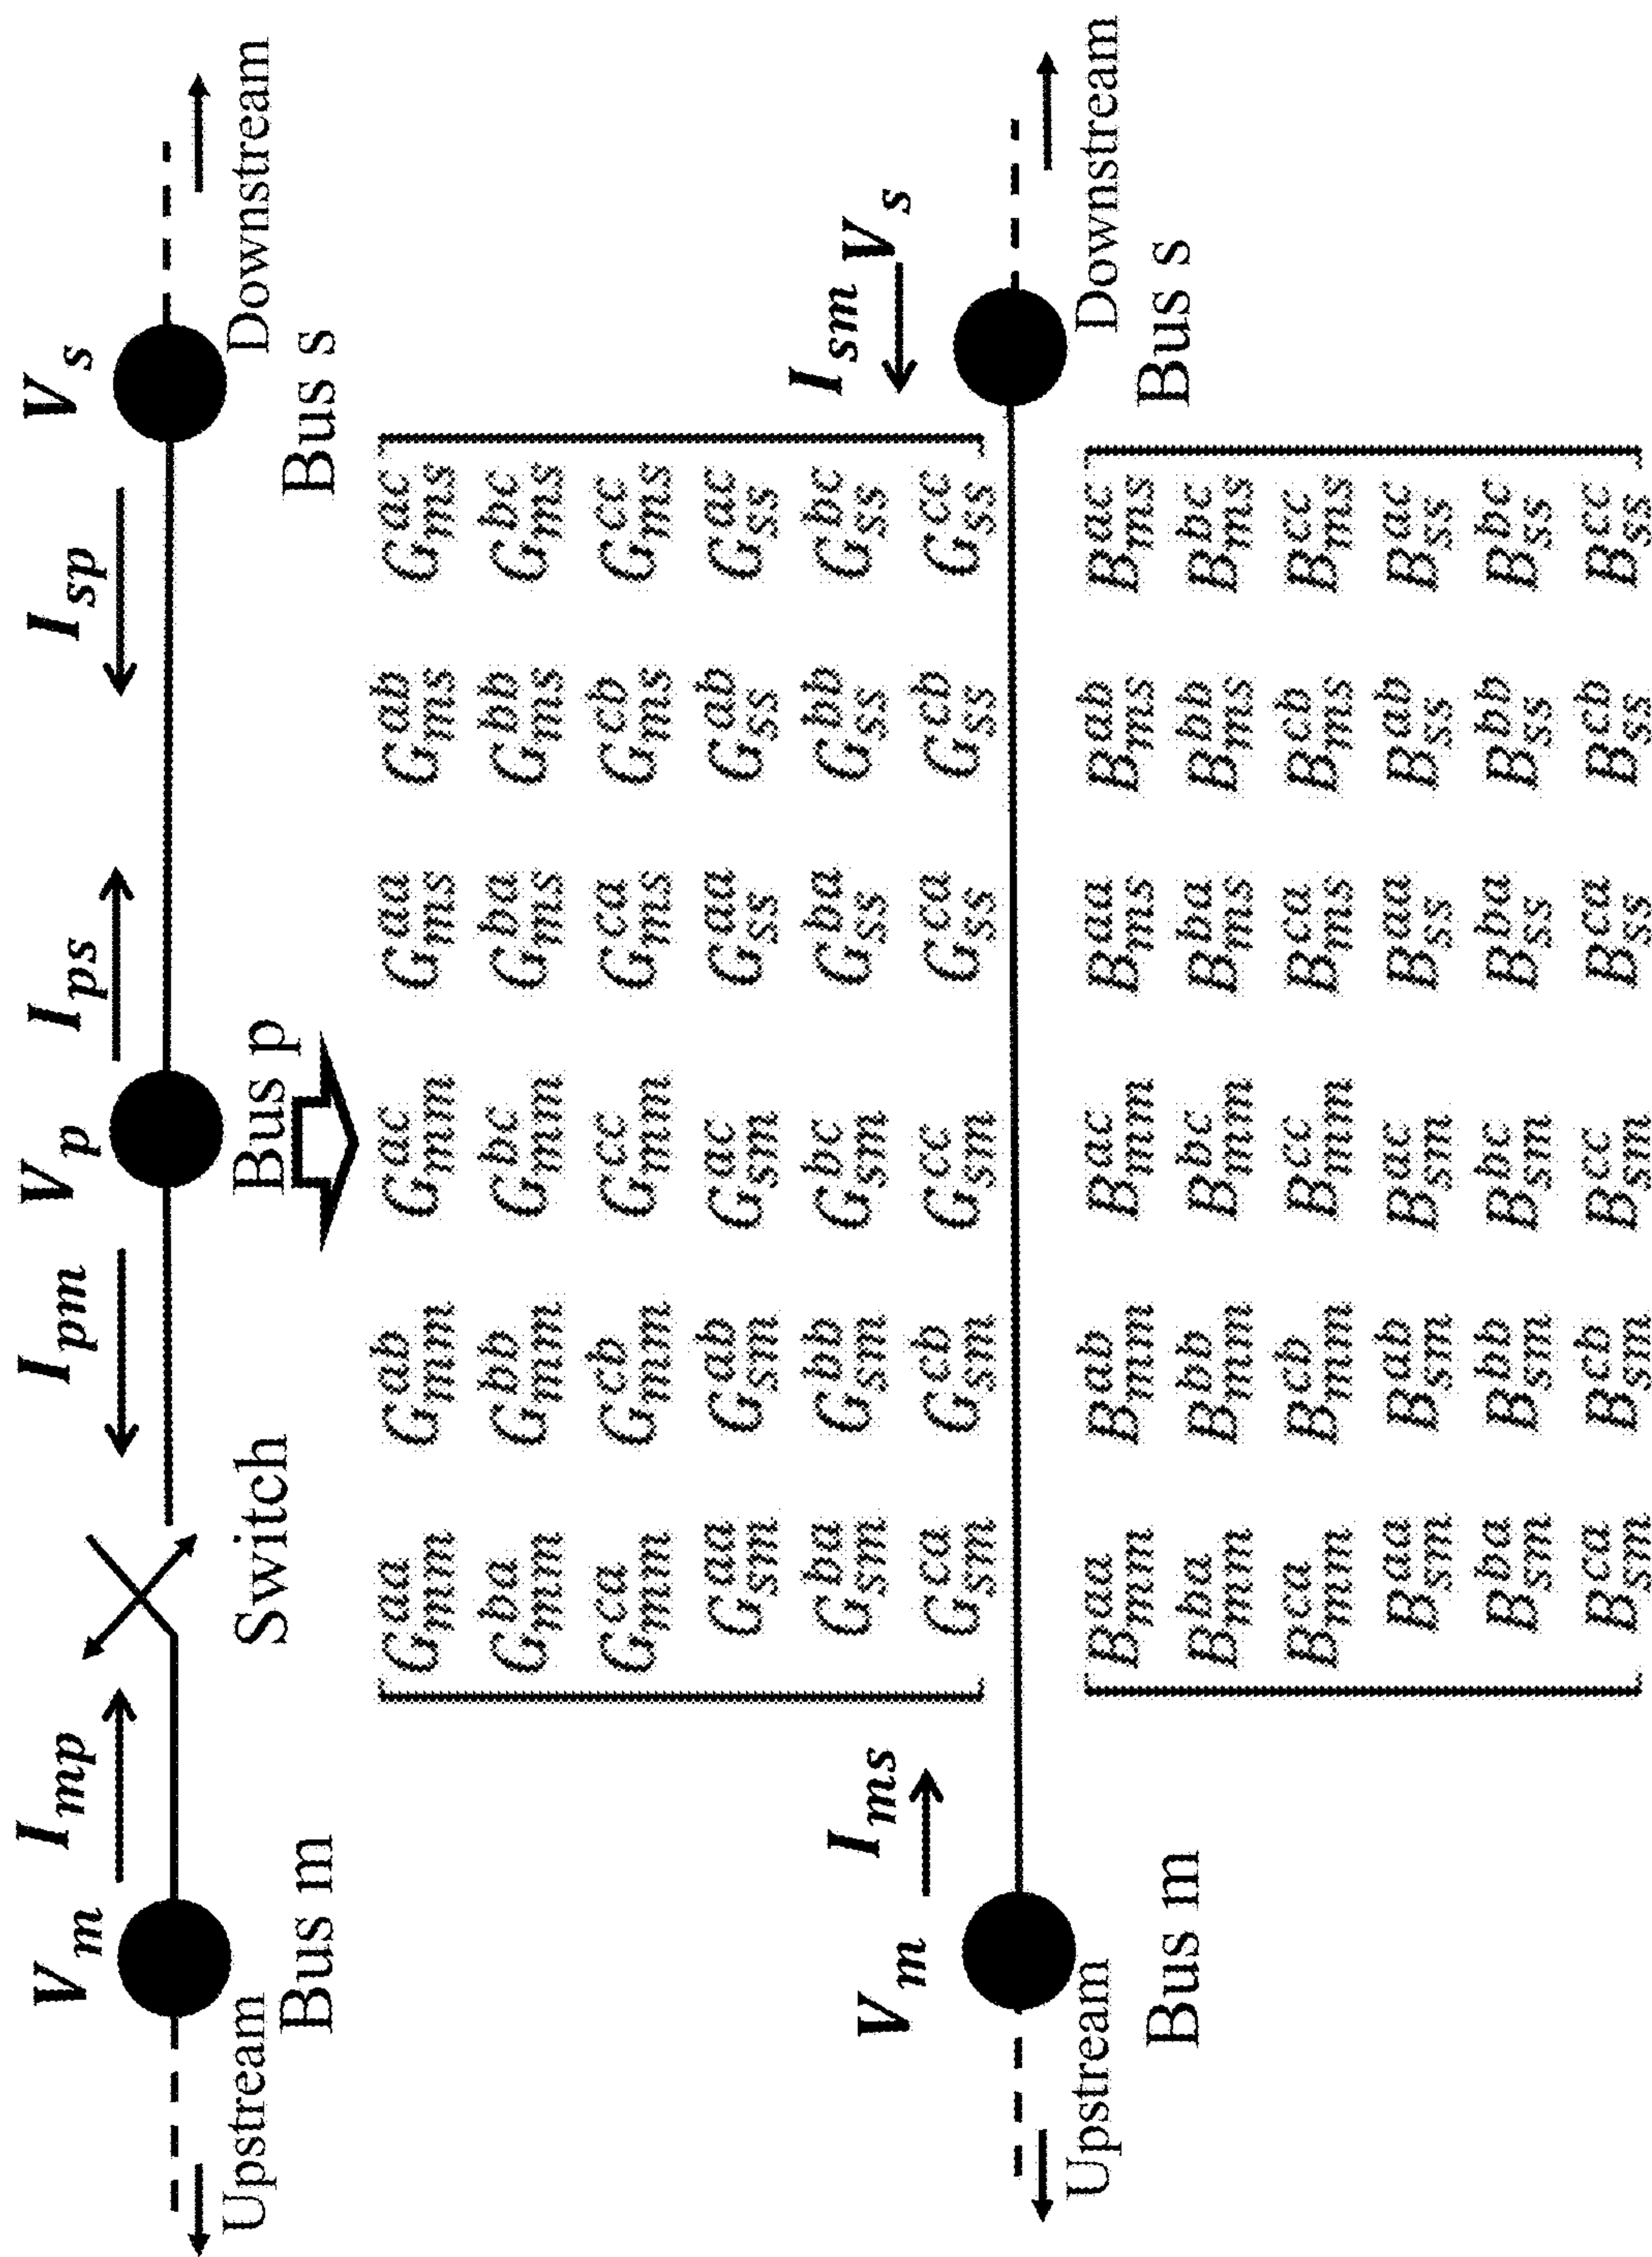 V_m I_mp I_pm V_p I_ps I_sp V_s
Upstream Switch Bus p Downstream
Bus m Bus s
G_mm^aa G_mm^ab G_mm^ac G_ms^aa G_ms^ab G_ms^ac
G_mm^ba G_mm^bb G_mm^bc G_ms^ba G_ms^bb G_ms^bc
G_mm^ca G_mm^cb G_mm^cc G_ms^ca G_ms^cb G_ms^cc
G_sm^aa G_sm^ab G_sm^ac G_ss^aa G_ss^ab G_ss^ac
G_sm^ba G_sm^bb G_sm^bc G_ss^ba G_ss^bb G_ss^bc
G_sm^ca G_sm^cb G_sm^cc G_ss^ca G_ss^cb G_ss^cc
V_m I_ms I_sm V_s
Upstream Downstream
Bus m Bus s
B_mm^aa B_mm^ab B_mm^ac B_ms^aa B_ms^ab B_ms^ac
B_mm^ba B_mm^bb B_mm^bc B_ms^ba B_ms^bb B_ms^bc
B_mm^ca B_mm^cb B_mm^cc B_ms^ca B_ms^cb B_ms^cc
B_sm^aa B_sm^ab B_sm^ac B_ss^aa B_ss^ab B_ss^ac
B_sm^ba B_sm^bb B_sm^bc B_ss^ba B_ss^bb B_ss^bc
B_sm^ca B_sm^cb B_sm^cc B_ss^ca B_ss^cb B_ss^cc